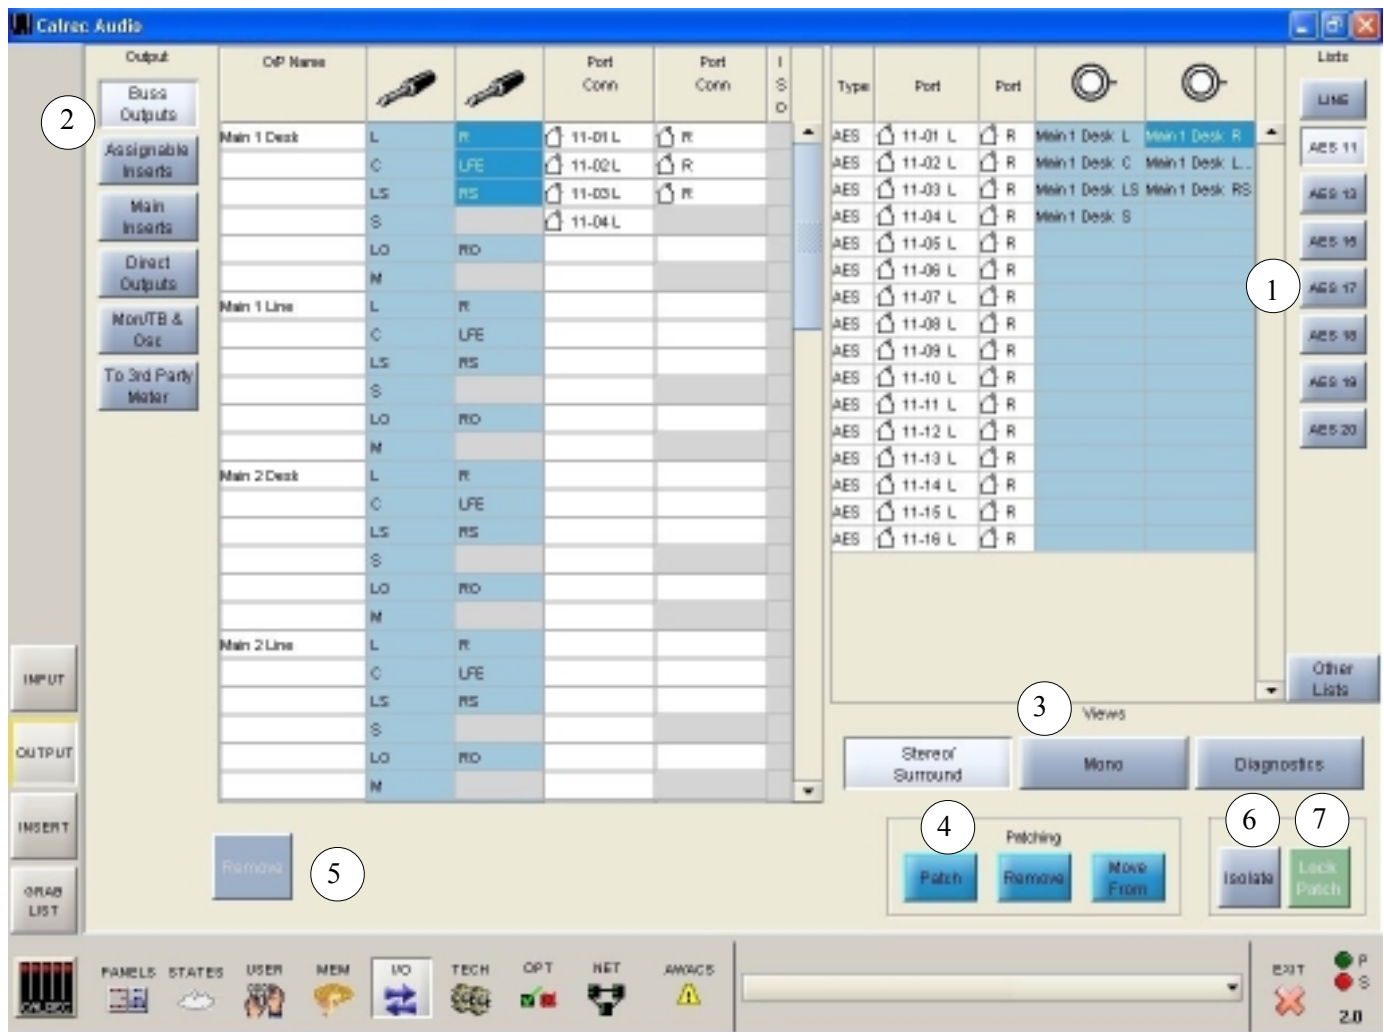 Calrec Audio
Output
2
Buss
Outputs
Assignable
Inserts
Main
Inserts
Direct
Outputs
Mon/TB &
Osc
To 3rd Party
Meter
O/P Name Port Conn Port Conn I S O
Main 1 Desk L R 11-01 L R
C LFE 11-02 L R
LS RS 11-03 L R
S 11-04 L
LO RO
M
Main 1 Line L R
C LFE
LS RS
S
LO RO
M
Main 2 Desk L R
C LFE
LS RS
S
LO RO
M
Main 2 Line L R
C LFE
LS RS
S
LO RO
M
Type Port Port
AES 11-01 L R Main 1 Desk L Main 1 Desk R
AES 11-02 L R Main 1 Desk C Main 1 Desk L...
AES 11-03 L R Main 1 Desk LS Main 1 Desk RS
AES 11-04 L R Main 1 Desk S
AES 11-05 L R
AES 11-06 L R
AES 11-07 L R
AES 11-08 L R
AES 11-09 L R
AES 11-10 L R
AES 11-11 L R
AES 11-12 L R
AES 11-13 L R
AES 11-14 L R
AES 11-15 L R
AES 11-16 L R
Lists
LINE
AES 11
AES 13
AES 16
1
AES 17
AES 18
AES 19
AES 20
Other
Lists
3
Views
Stereo/
Surround
Mono
Diagnostics
4
Patching
Patch
Remove
Move
From
6
7
Isolate
Lock
Patch
Remove
5
INPUT
OUTPUT
INSERT
GRAB
LIST
CALREC
PANELS STATES USER MEM I/O TECH OPT NET AWACS
EXIT
P
S
2.0